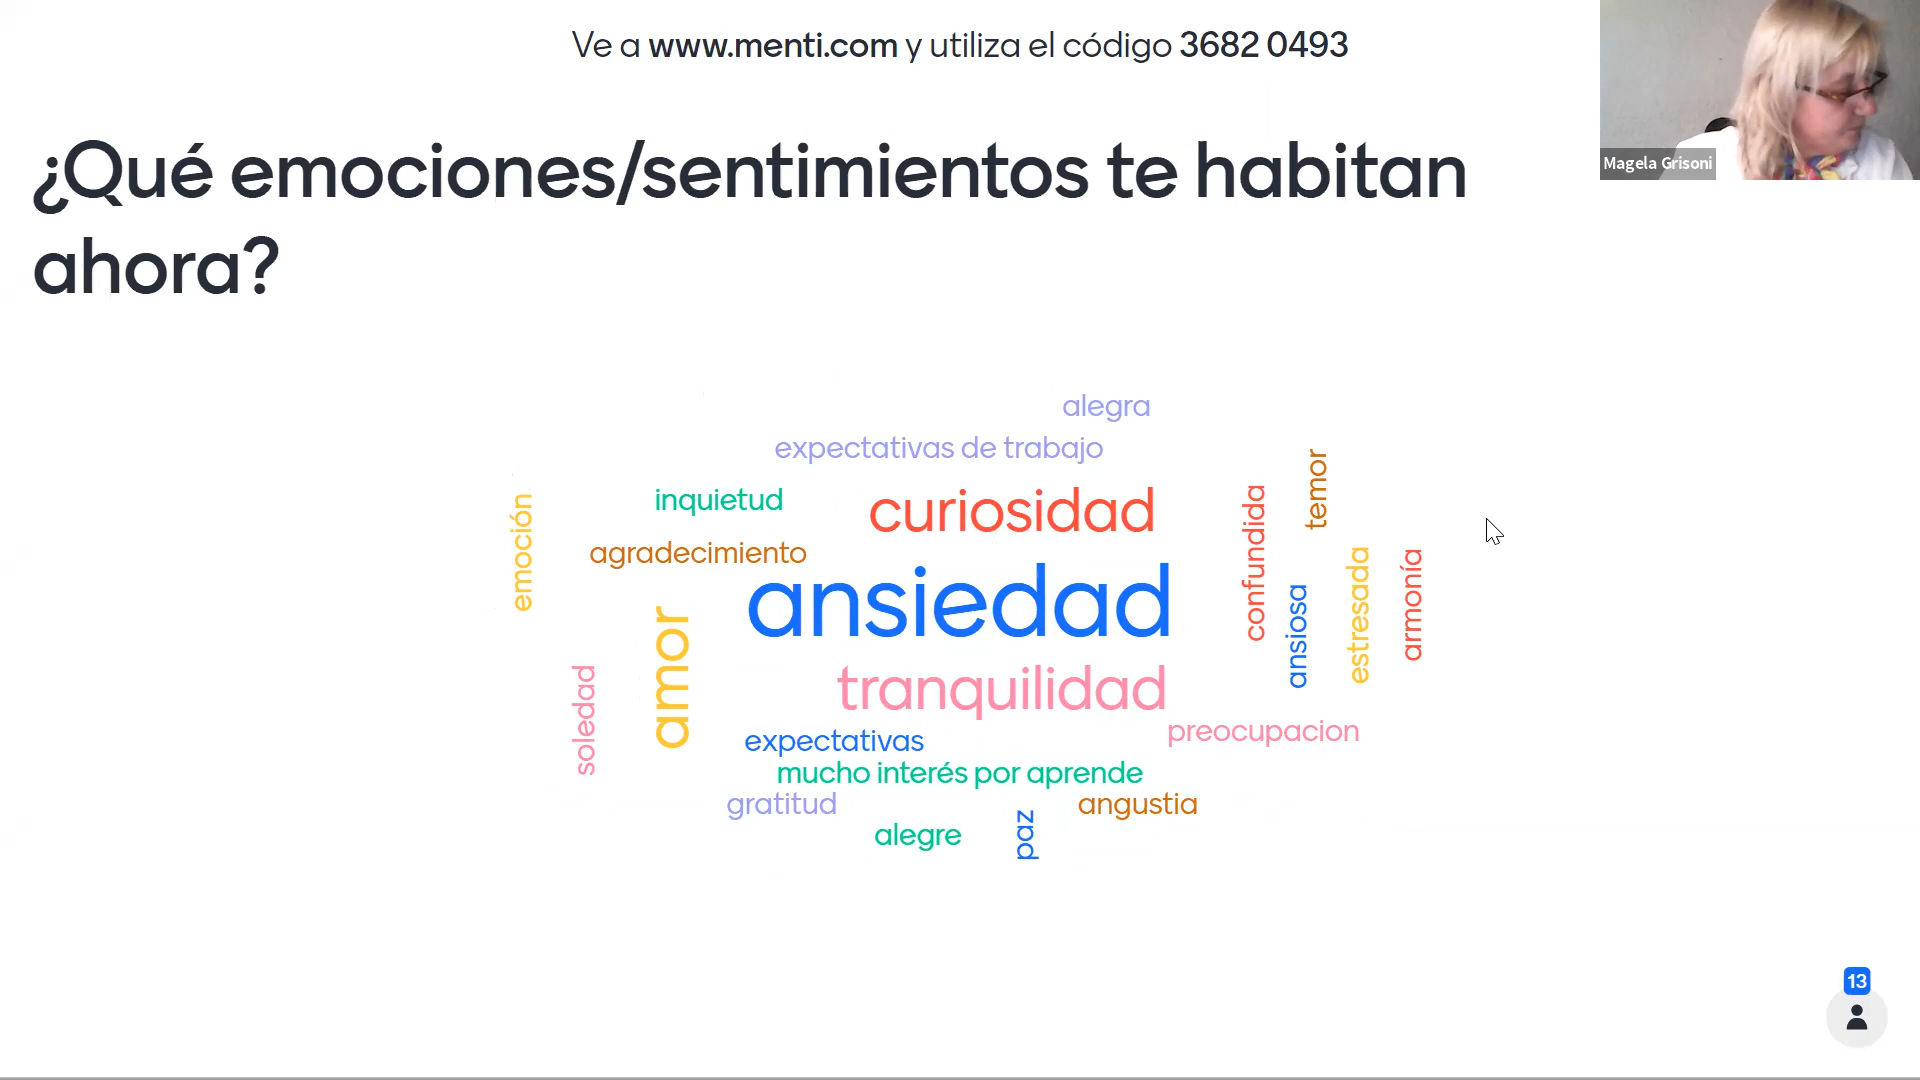 Ve a www.menti.com y utiliza el código 3682 0493
Magela Grisoni
¿Qué emociones/sentimientos te habitan
ahora?
alegra
expectativas de trabajo
temor
inquietud
curiosidad
confundida
emoción
agradecimiento
ansiedad
ansiosa
estresada
armonía
amor
soledad
tranquilidad
preocupacion
expectativas
mucho interés por aprende
gratitud
angustia
alegre
paz
13